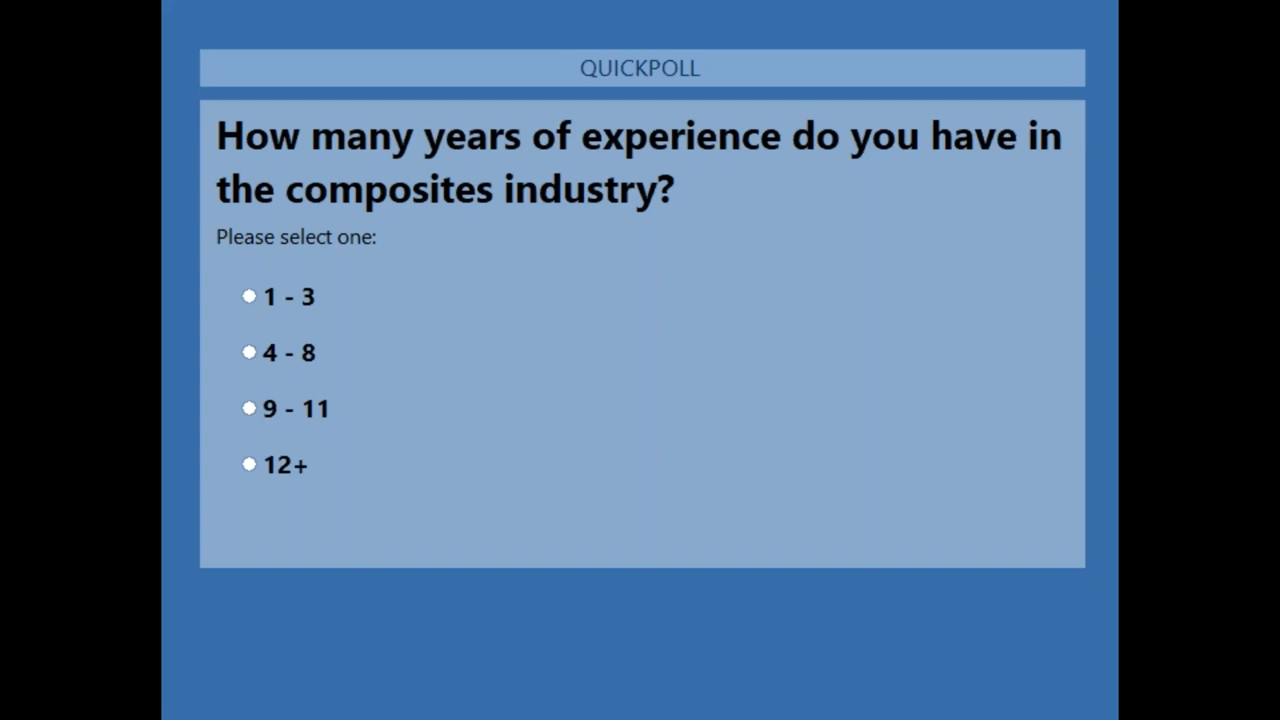 QUICKPOLL
How many years of experience do you have in
the composites industry?
Please select one:
1 - 3
4 - 8
9 - 11
12+